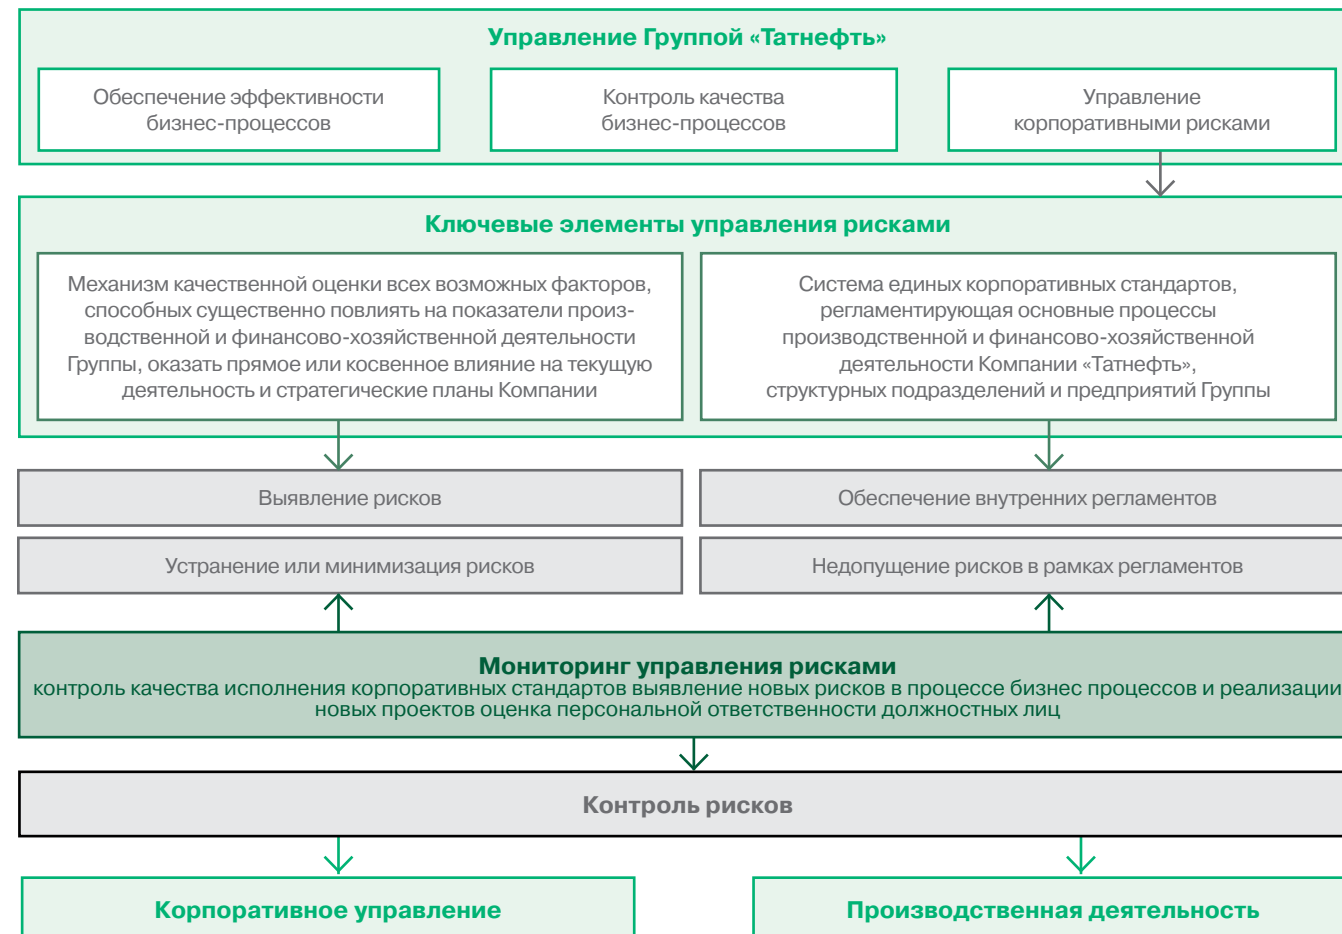 Управление Группой «Татнефть»
Обеспечение эффективности
бизнес-процессов
Контроль качества
бизнес-процессов
Управление
корпоративными рисками
Ключевые элементы управления рисками
Механизм качественной оценки всех возможных факторов,
способных существенно повлиять на показатели произ-
водственной и финансово-хозяйственной деятельности
Группы, оказать прямое или косвенное влияние на текущую
деятельность и стратегические планы Компании
Система единых корпоративных стандартов,
регламентирующая основные процессы
производственной и финансово-хозяйственной
деятельности Компании «Татнефть»,
структурных подразделений и предприятий Группы
Выявление рисков
Обеспечение внутренних регламентов
Устранение или минимизация рисков
Недопущение рисков в рамках регламентов
Мониторинг управления рисками
контроль качества исполнения корпоративных стандартов выявление новых рисков в процессе бизнес процессов и реализации
новых проектов оценка персональной ответственности должностных лиц
Контроль рисков
Корпоративное управление
Производственная деятельность